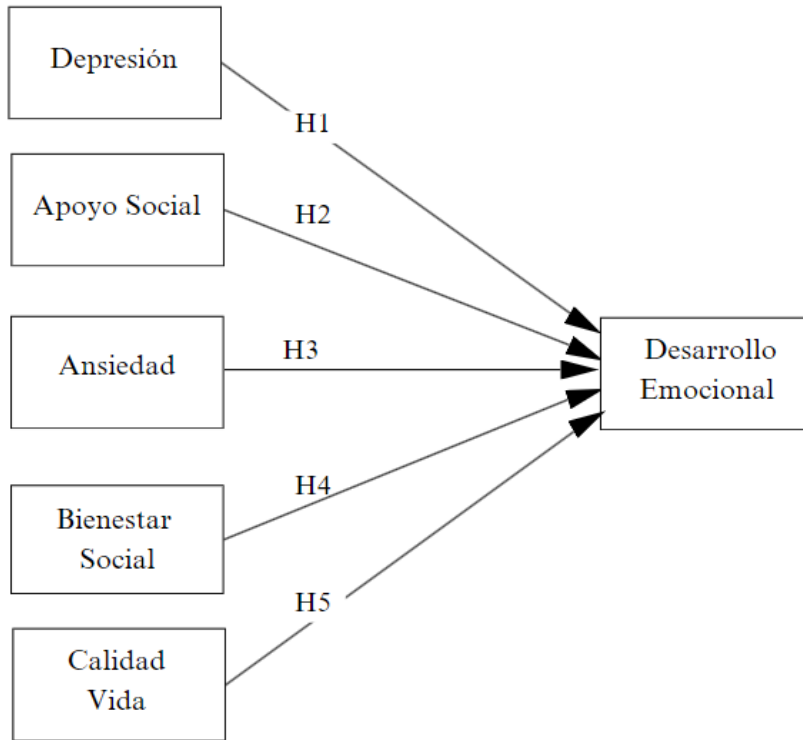 Depresión
H1
Apoyo Social
H2
Ansiedad
H3
Desarrollo
Emocional
Bienestar
Social
H4
Calidad
Vida
H5